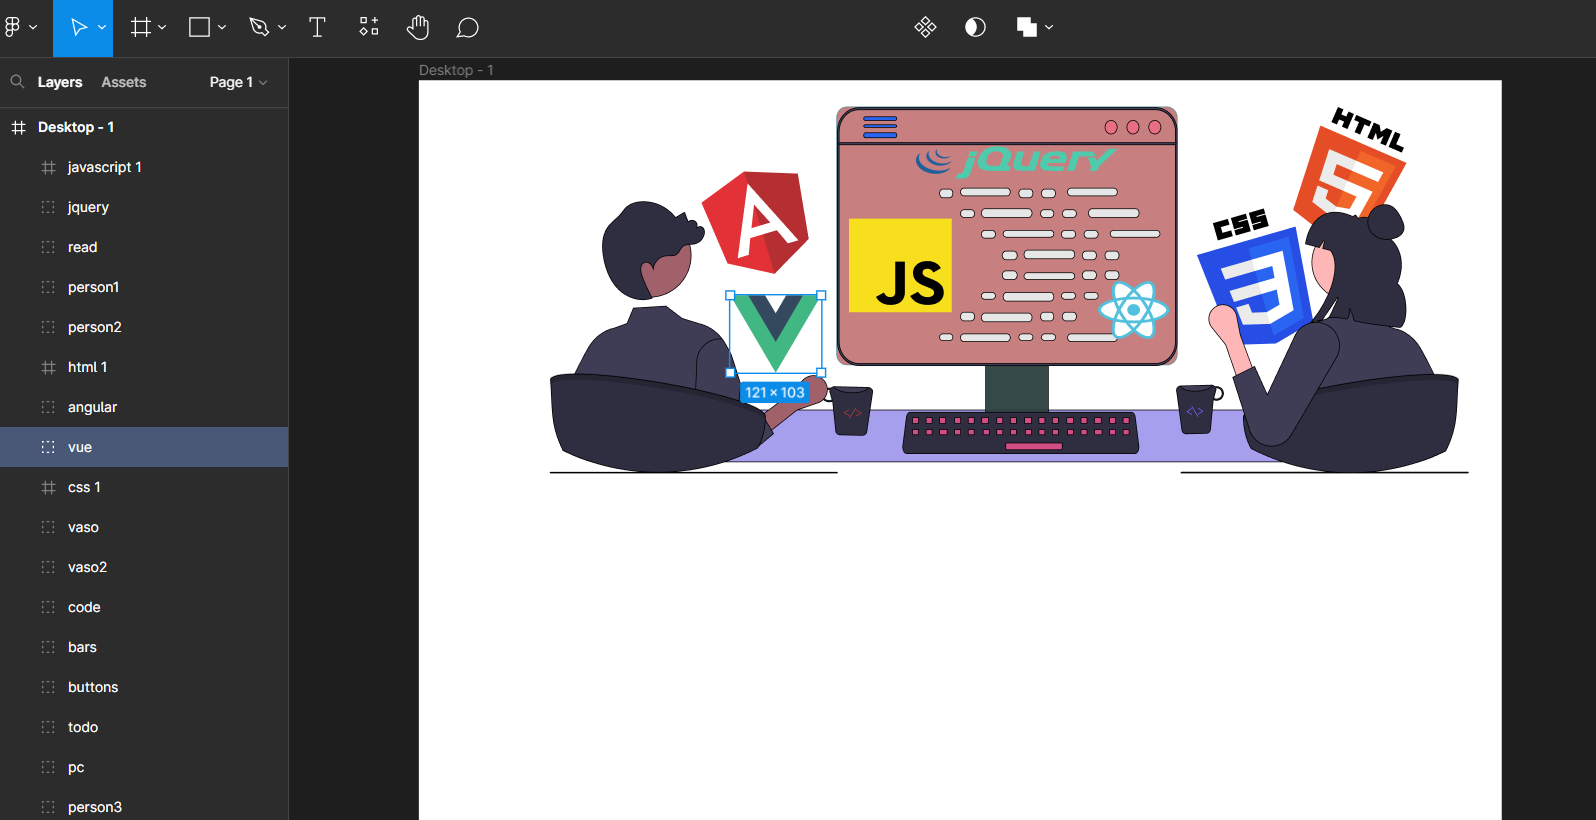 Layers Assets Page 1
Desktop - 1
javascript 1
jquery
read
person1
person2
html 1
angular
vue
css 1
vaso
vaso2
code
bars
buttons
todo
pc
person3
Desktop - 1
HTML
jQuery
A
CSS
JS
121 × 103
</> </>